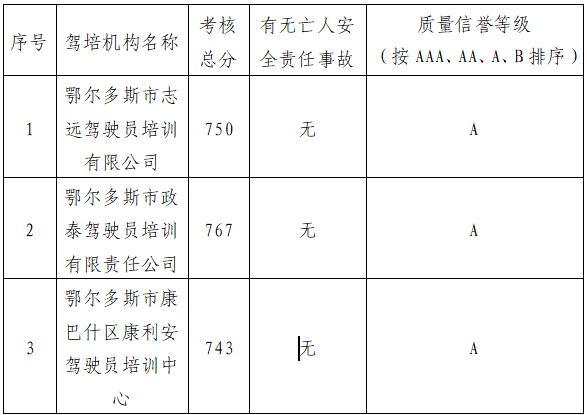 序号 驾培机构名称 考核总分 有无亡人安全责任事故 质量信誉等级（按 AAA、AA、A、B 排序）
1 鄂尔多斯市志远驾驶员培训有限公司 750 无 A
2 鄂尔多斯市政泰驾驶员培训有限责任公司 767 无 A
3 鄂尔多斯市康巴什区康利安驾驶员培训中心 743 无 A